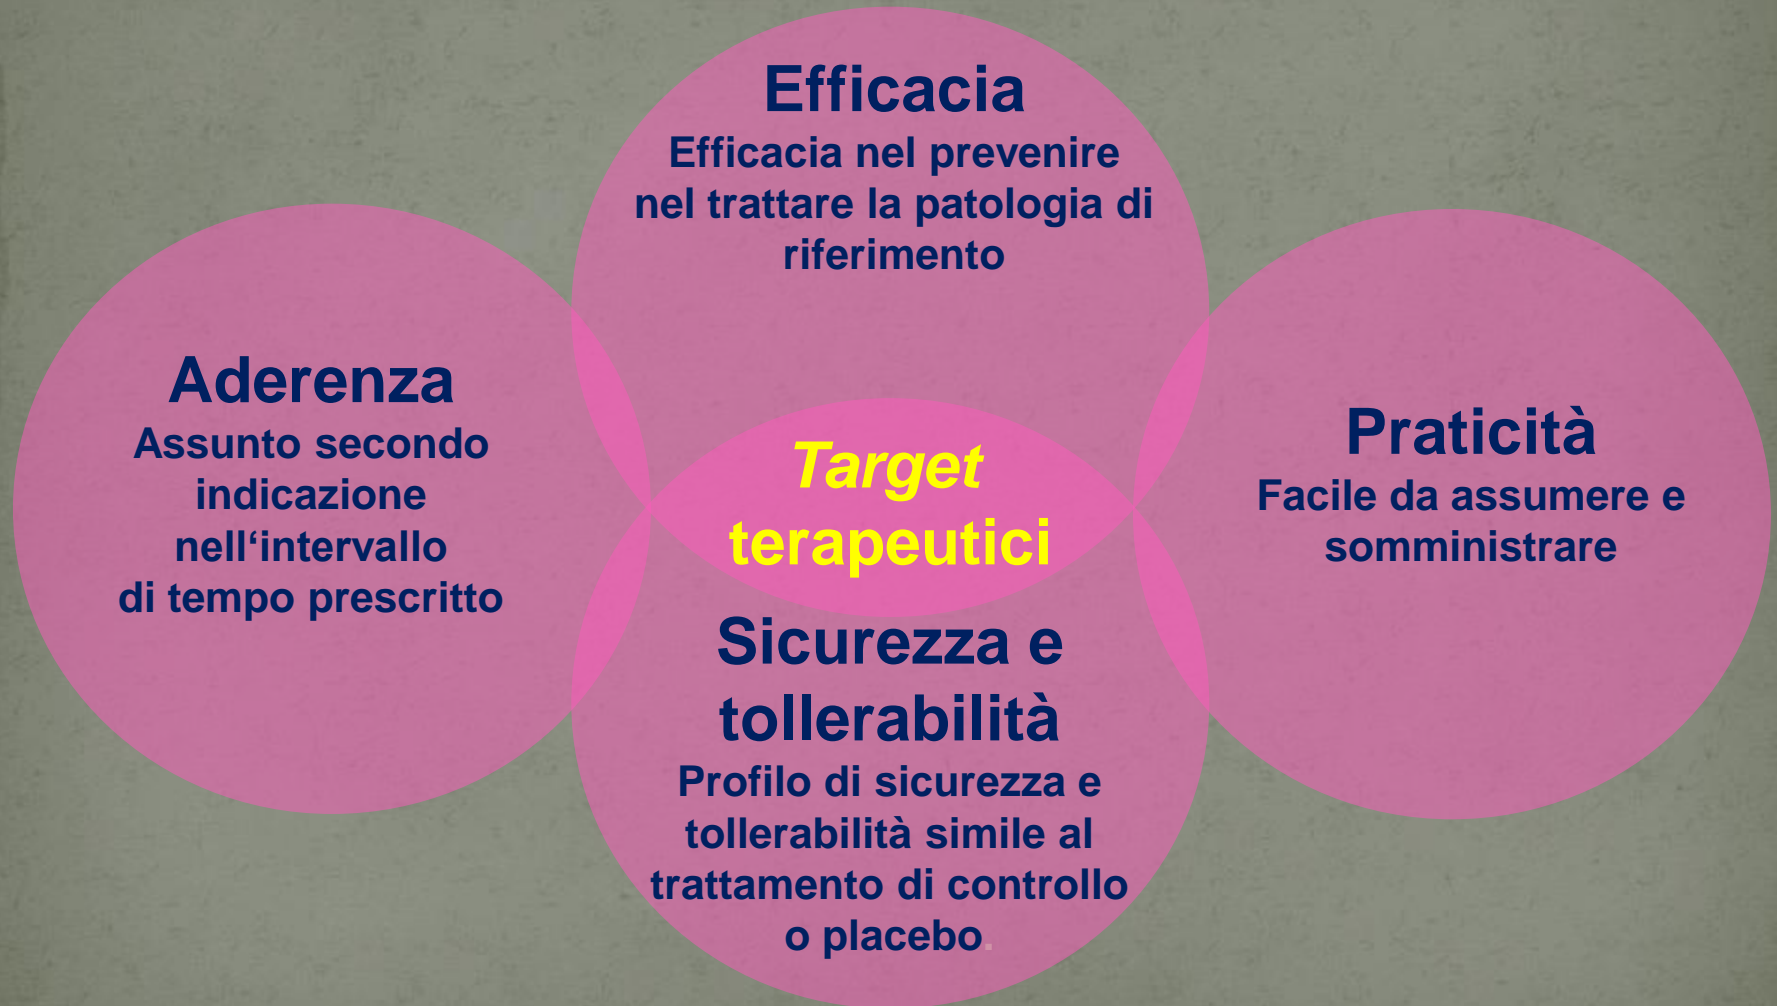 Efficacia
Efficacia nel prevenire
nel trattare la patologia di
riferimento
Aderenza
Assunto secondo
indicazione
nell‘intervallo
di tempo prescritto
Target
terapeutici
Praticità
Facile da assumere e
somministrare
Sicurezza e
tollerabilità
Profilo di sicurezza e
tollerabilità simile al
trattamento di controllo
o placebo.